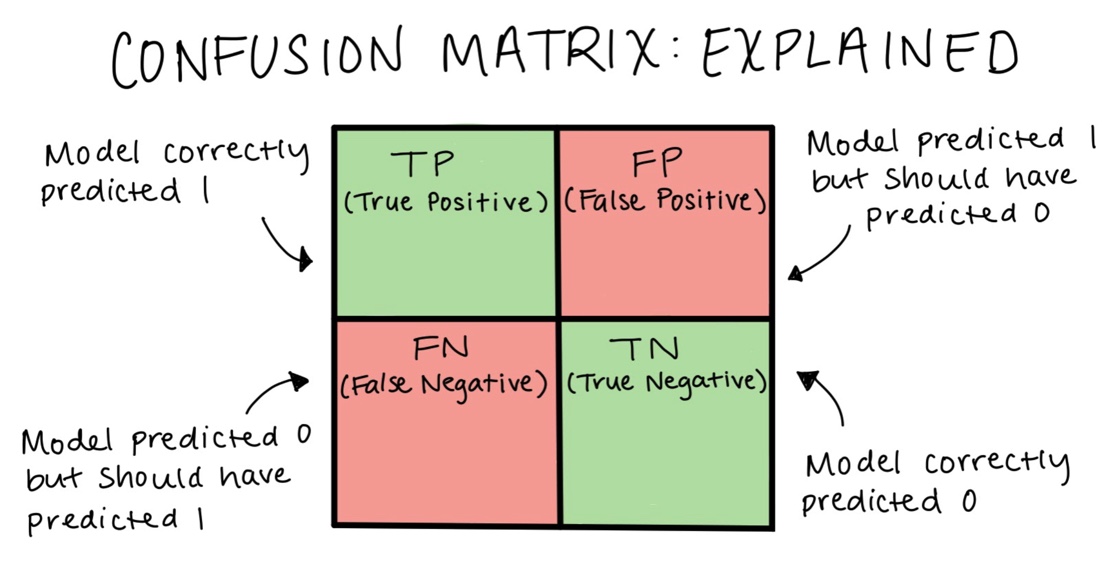 CONFUSION MATRIX: EXPLAINED
Model correctly
predicted 1
TP
(True Positive)
FP
(False Positive)
Model predicted 1
but should have
predicted 0
FN
(False Negative)
TN
(True Negative)
Model predicted 0
but should have
predicted 1
Model correctly
predicted 0